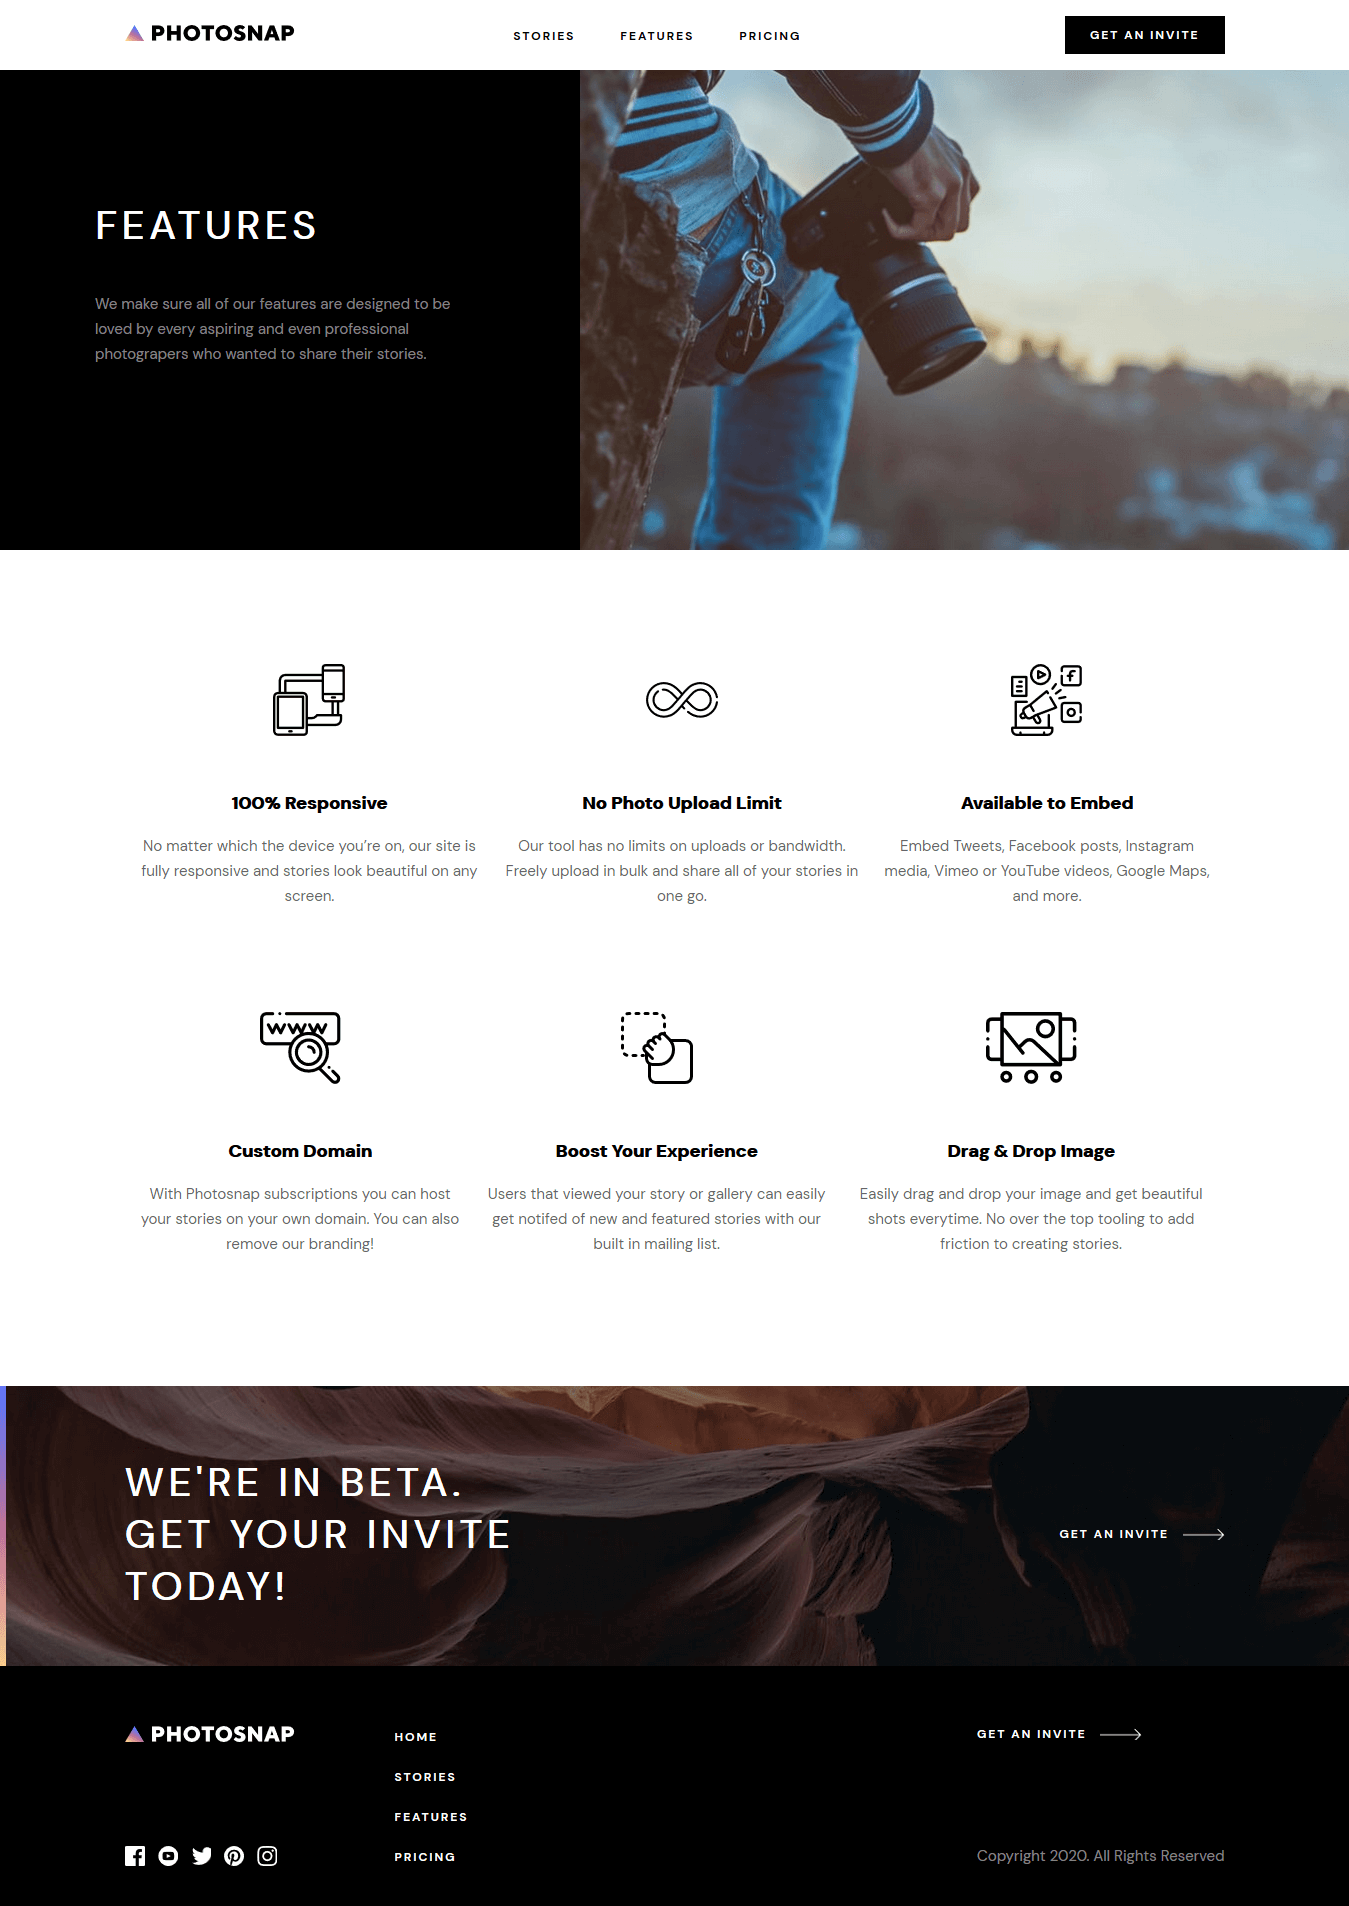 PHOTOSNAP
STORIES FEATURES PRICING
GET AN INVITE
FEATURES
We make sure all of our features are designed to be
loved by every aspiring and even professional
photograpers who wanted to share their stories.
100% Responsive
No matter which the device you’re on, our site is
fully responsive and stories look beautiful on any
screen.
No Photo Upload Limit
Our tool has no limits on uploads or bandwidth.
Freely upload in bulk and share all of your stories in
one go.
Available to Embed
Embed Tweets, Facebook posts, Instagram
media, Vimeo or YouTube videos, Google Maps,
and more.
www
Custom Domain
With Photosnap subscriptions you can host
your stories on your own domain. You can also
remove our branding!
Boost Your Experience
Users that viewed your story or gallery can easily
get notifed of new and featured stories with our
built in mailing list.
Drag & Drop Image
Easily drag and drop your image and get beautiful
shots everytime. No over the top tooling to add
friction to creating stories.
WE'RE IN BETA.
GET YOUR INVITE
TODAY!
GET AN INVITE
PHOTOSNAP
HOME
STORIES
FEATURES
PRICING
GET AN INVITE
Copyright 2020. All Rights Reserved